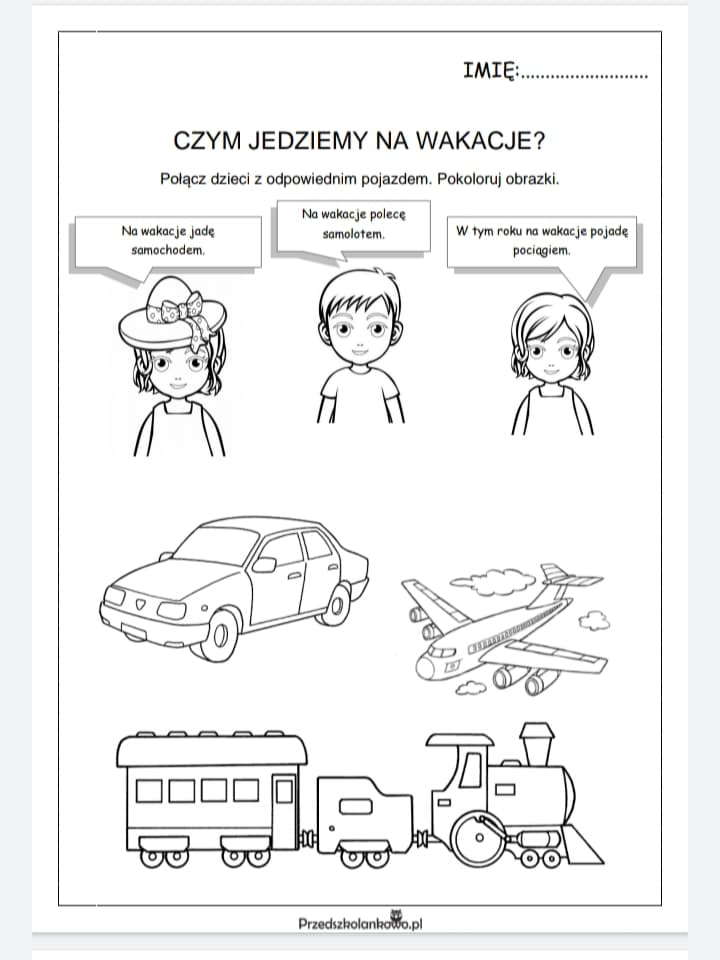 IMIĘ:..........................
CZYM JEDZIEMY NA WAKACJE?
Połącz dzieci z odpowiednim pojazdem. Pokoloruj obrazki.
Na wakacje jadę
samochodem.
Na wakacje polecę
samolotem.
W tym roku na wakacje pojadę
pociągiem.
Przedszkolankowo.pl